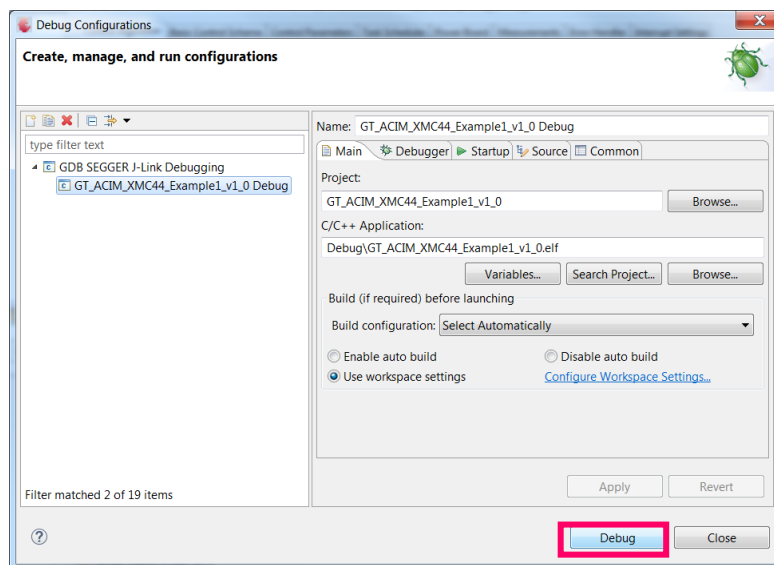 Debug Configurations
Create, manage, and run configurations
type filter text
GDB SEGGER J-Link Debugging
GT_ACIM_XMC44_Example1_v1_0 Debug
Filter matched 2 of 19 items
Name: GT_ACIM_XMC44_Example1_v1_0 Debug
Main Debugger Startup Source Common
Project:
GT_ACIM_XMC44_Example1_v1_0 Browse...
C/C++ Application:
Debug\GT_ACIM_XMC44_Example1_v1_0.elf
Variables... Search Project... Browse...
Build (if required) before launching
Build configuration: Select Automatically
Enable auto build Disable auto build
Use workspace settings Configure Workspace Settings...
Apply Revert
Debug Close